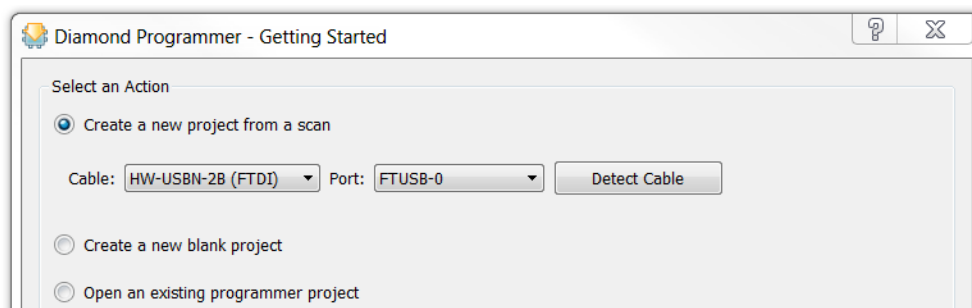 Diamond Programmer - Getting Started
Select an Action
Create a new project from a scan
Cable: HW-USBN-2B (FTDI) Port: FTUSB-0 Detect Cable
Create a new blank project
Open an existing programmer project